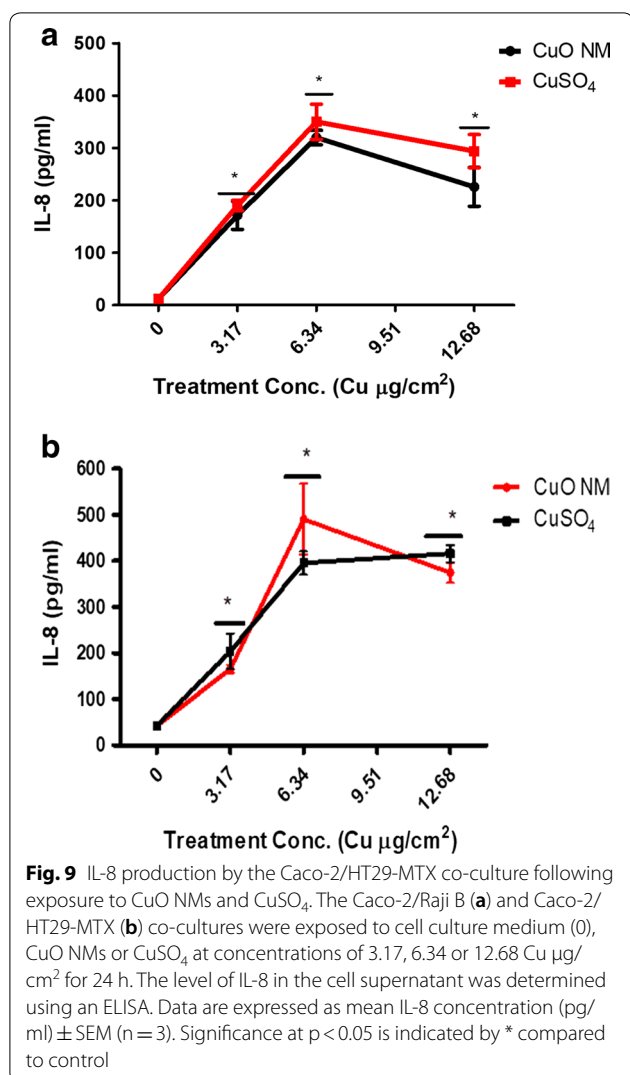 a
500
400
300
200
100
0
IL-8 (pg/ml)
* * *
CuO NM
CuSO₄
0 3.17 6.34 9.51 12.68
Treatment Conc. (Cu µg/cm²)
b
600
500
400
300
200
100
0
IL-8 (pg/ml)
* * *
CuO NM
CuSO₄
0 3.17 6.34 9.51 12.68
Treatment Conc. (Cu µg/cm²)
Fig. 9 IL-8 production by the Caco-2/HT29-MTX co-culture following
exposure to CuO NMs and CuSO₄. The Caco-2/Raji B (a) and Caco-2/
HT29-MTX (b) co-cultures were exposed to cell culture medium (0),
CuO NMs or CuSO₄ at concentrations of 3.17, 6.34 or 12.68 Cu µg/
cm² for 24 h. The level of IL-8 in the cell supernatant was determined
using an ELISA. Data are expressed as mean IL-8 concentration (pg/
ml) ± SEM (n = 3). Significance at p < 0.05 is indicated by * compared
to control